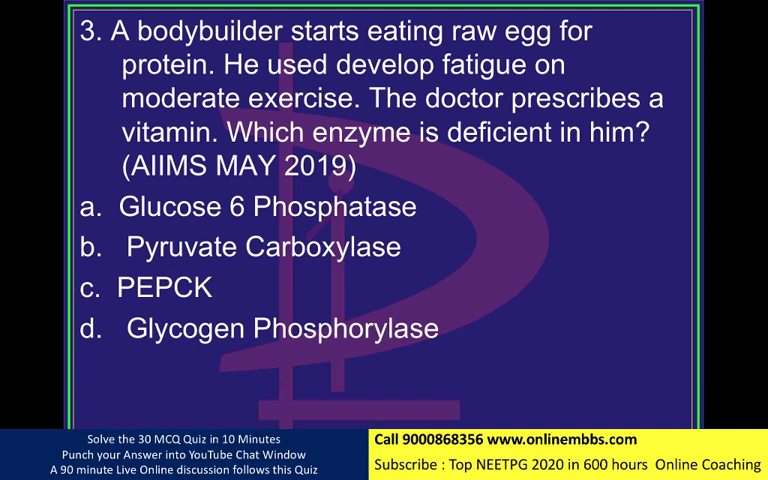 3. A bodybuilder starts eating raw egg for
protein. He used develop fatigue on
moderate exercise. The doctor prescribes a
vitamin. Which enzyme is deficient in him?
(AIIMS MAY 2019)
a. Glucose 6 Phosphatase
b. Pyruvate Carboxylase
c. PEPCK
d. Glycogen Phosphorylase
Solve the 30 MCQ Quiz in 10 Minutes
Punch your Answer into YouTube Chat Window
A 90 minute Live Online discussion follows this Quiz
Call 9000868356 www.onlinembbs.com
Subscribe : Top NEETPG 2020 in 600 hours Online Coaching